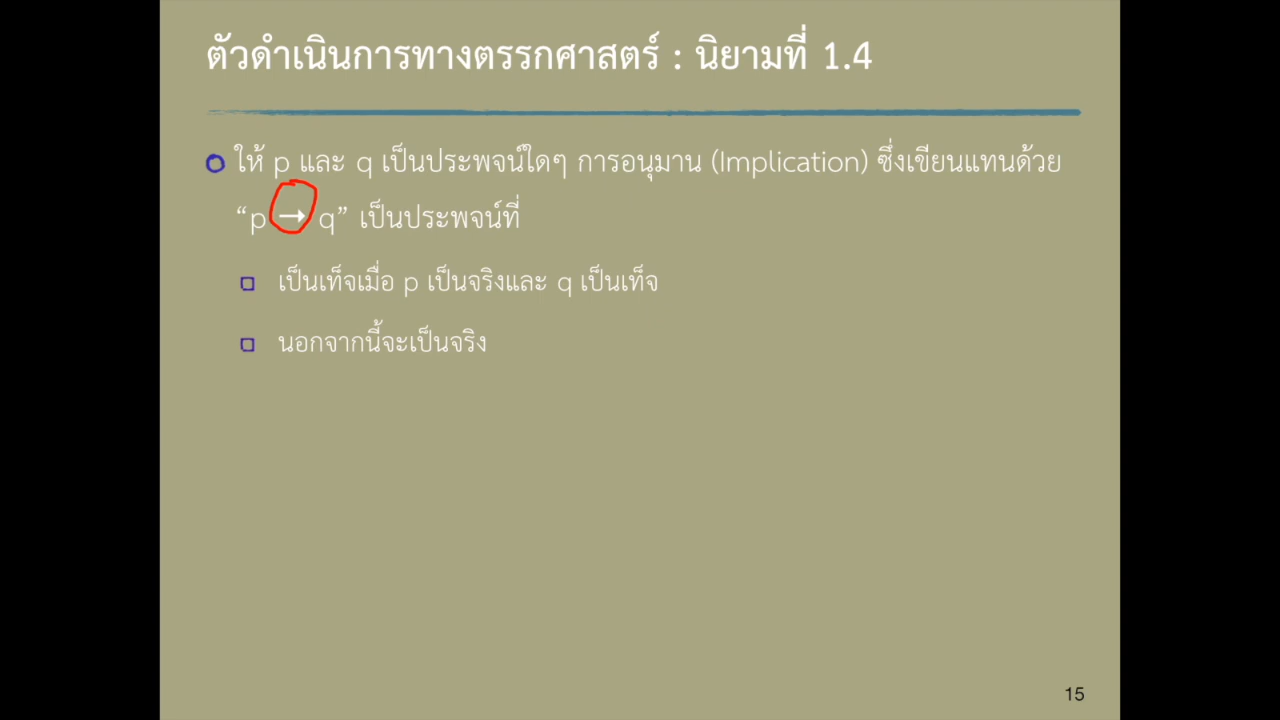 ตัวดำเนินการทางตรรกศาสตร์ : นิยามที่ 1.4
ให้ p และ q เป็นประพจน์ใดๆ การอนุมาน (Implication) ซึ่งเขียนแทนด้วย
“p → q” เป็นประพจน์ที่
เป็นเท็จเมื่อ p เป็นจริงและ q เป็นเท็จ
นอกจากนี้จะเป็นจริง
15